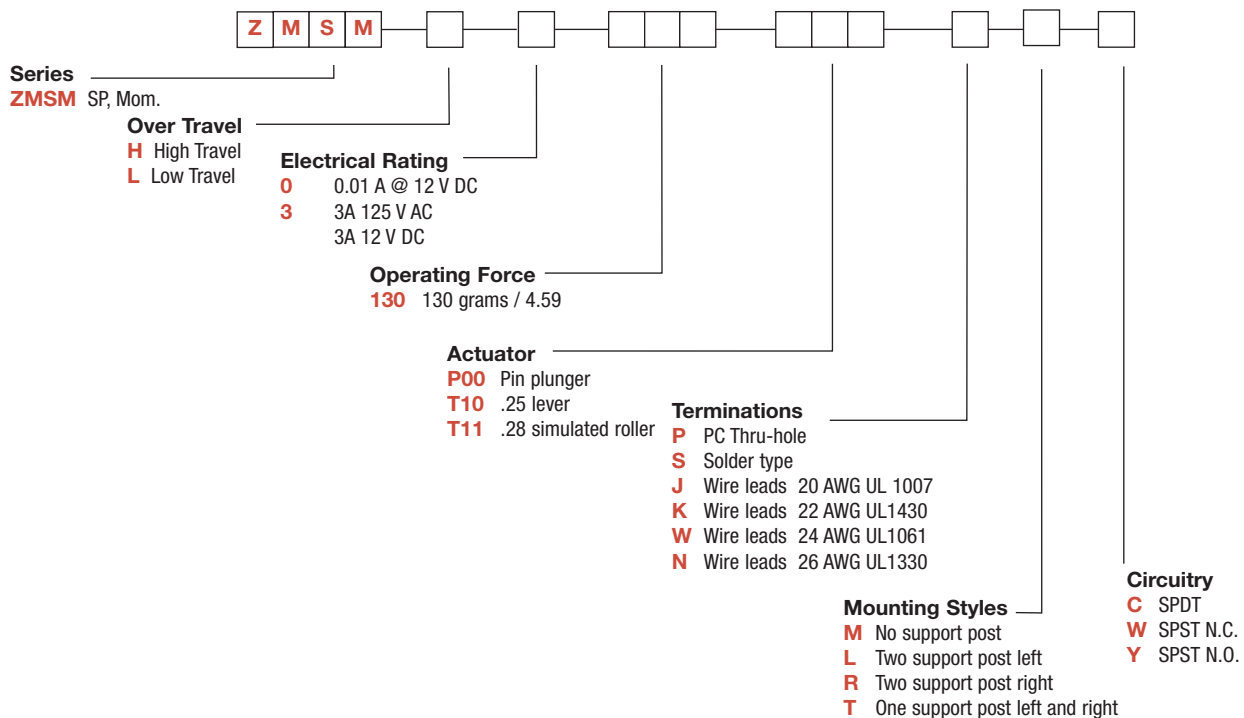 Z M S M
Series
ZMSM SP, Mom.
Over Travel
H High Travel
L Low Travel
Electrical Rating
0 0.01 A @ 12 V DC
3 3A 125 V AC
3A 12 V DC
Operating Force
130 130 grams / 4.59
Actuator
P00 Pin plunger
T10 .25 lever
T11 .28 simulated roller
Terminations
P PC Thru-hole
S Solder type
J Wire leads 20 AWG UL 1007
K Wire leads 22 AWG UL1430
W Wire leads 24 AWG UL1061
N Wire leads 26 AWG UL1330
Mounting Styles
M No support post
L Two support post left
R Two support post right
T One support post left and right
Circuitry
C SPDT
W SPST N.C.
Y SPST N.O.